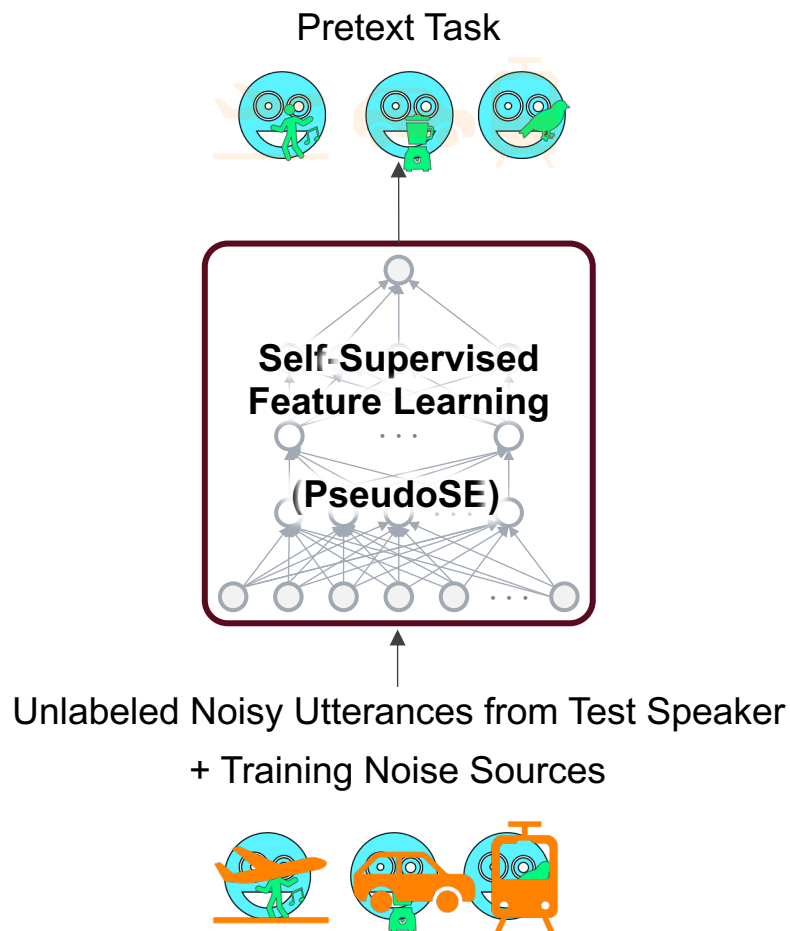 Pretext Task
Self-Supervised
Feature Learning
(PseudoSE)
Unlabeled Noisy Utterances from Test Speaker
+ Training Noise Sources